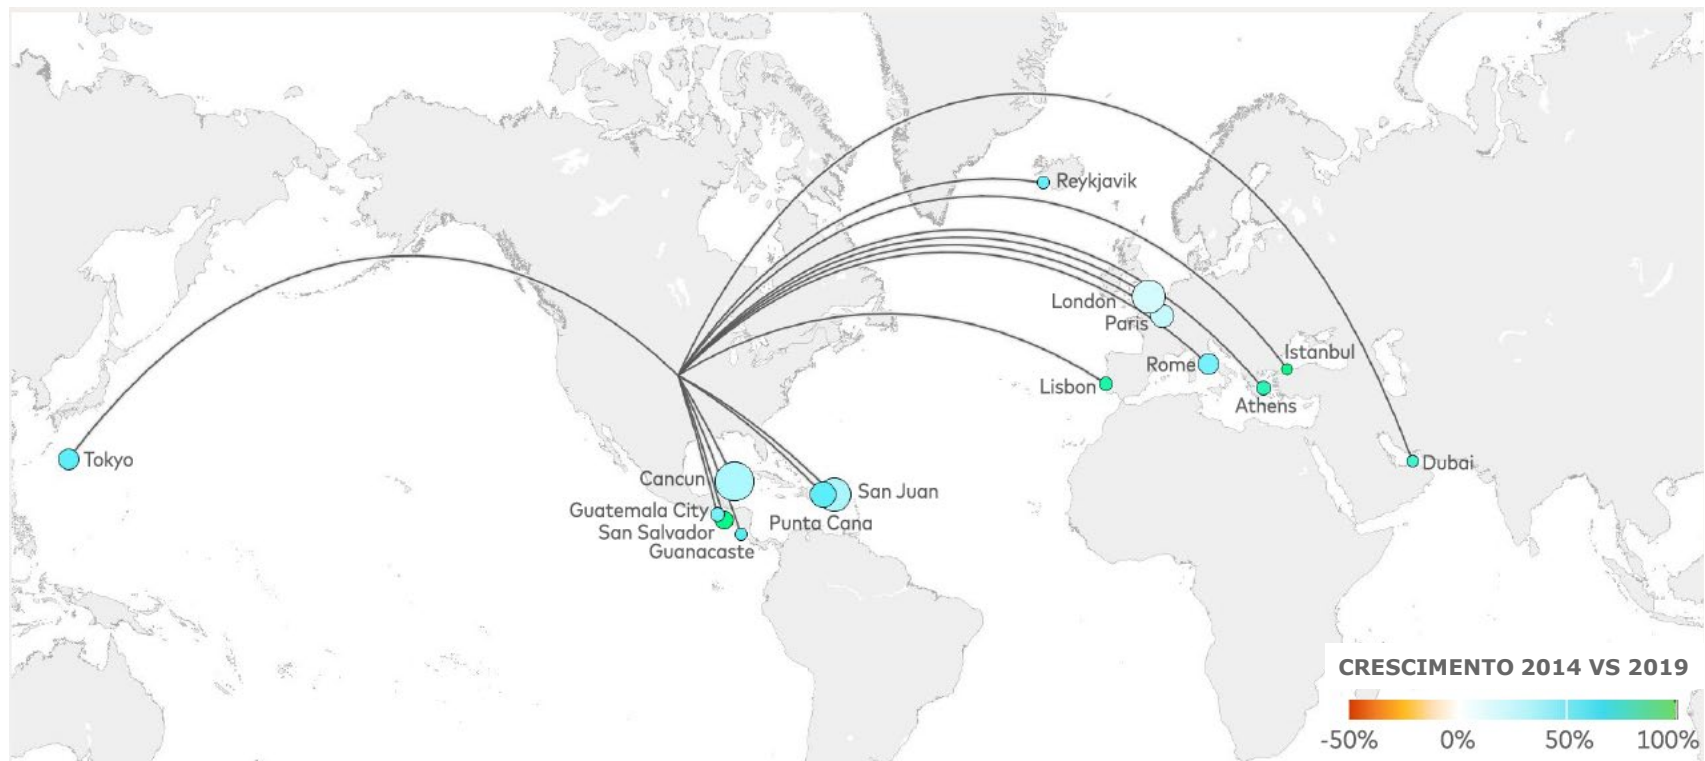 Reykjavik
London
Paris
Istanbul
Rome
Lisbon
Athens
Tokyo
Dubai
Cancun
San Juan
Guatemala City
Punta Cana
San Salvador
Guanacaste
CRESCIMENTO 2014 VS 2019
-50% 0% 50% 100%